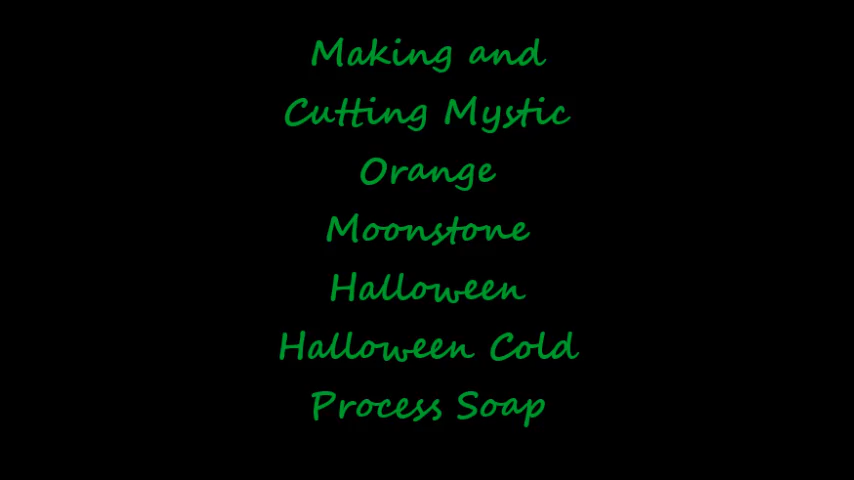 Making and
Cutting Mystic
Orange
Moonstone
Halloween
Halloween Cold
Process Soap